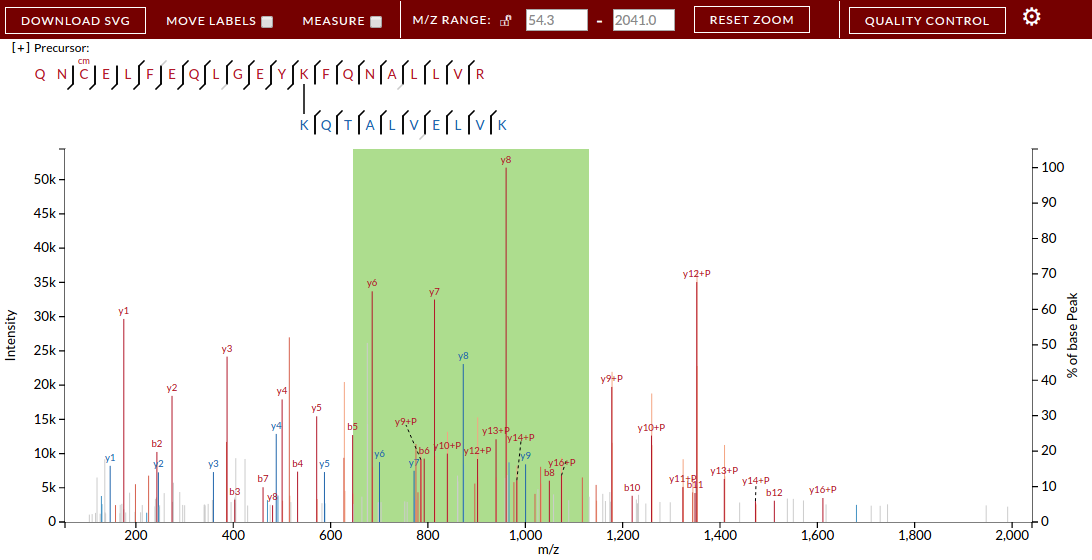 DOWNLOAD SVG MOVE LABELS MEASURE M/Z RANGE: 54.3 - 2041.0 RESET ZOOM QUALITY CONTROL
[+] Precursor:
cm
Q N C E L F E Q L G E Y K F Q N A L L V R
K Q T A L V E L V K
50k
45k
40k
35k
30k
25k
20k
15k
10k
5k
0
Intensity
100
90
80
70
60
50
40
30
20
10
0
% of base Peak
y8
y12+P
y6
y7
y1
y3
y8
y9+P
y2
y4
y5
y4
b5
y9+P
y10+P
b2
y13+P
y14+P
y1
y2
y3
b4
y5
y6
y7
b6
y10+P
y12+P
y9
b8
y16+P
b3
b7
y8
b10
y11+P
b11
y13+P
y14+P
b12
y16+P
200 400 600 800 1,000 1,200 1,400 1,600 1,800 2,000
m/z